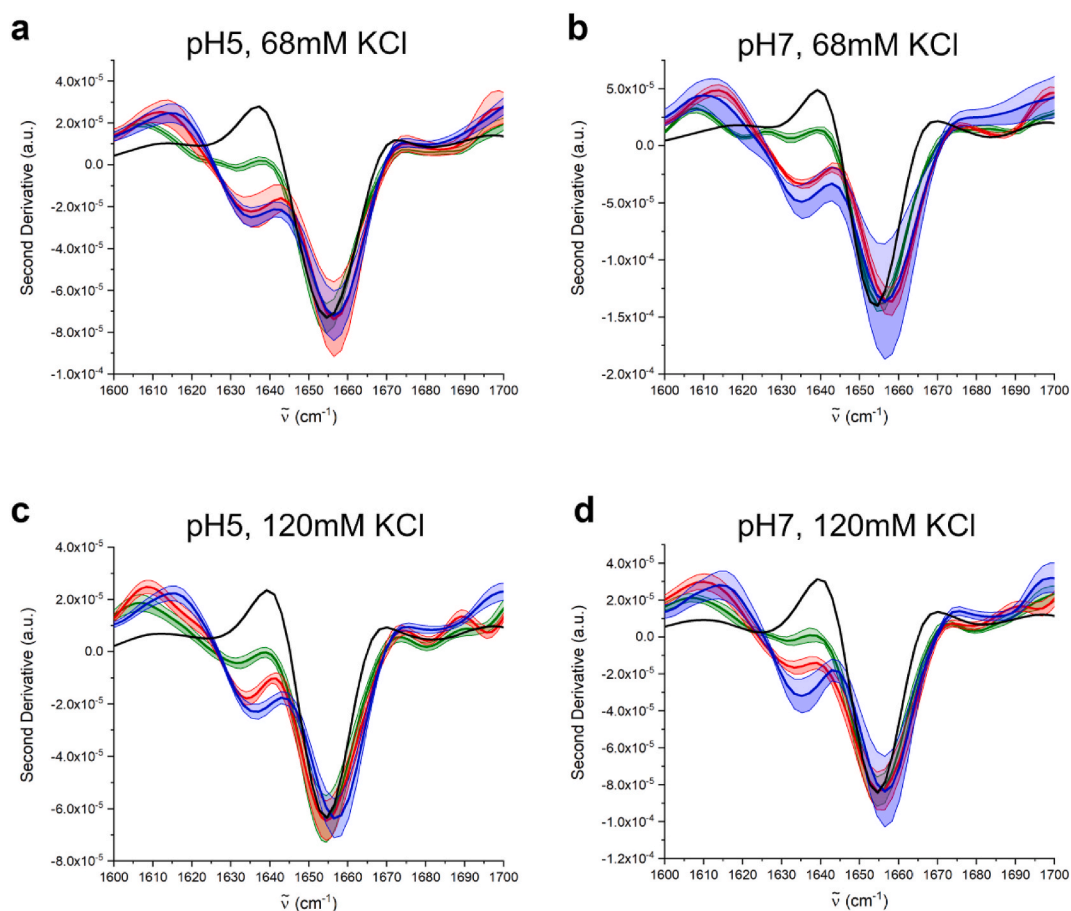 a
pH5, 68mM KCl
4.0x10⁻⁵
2.0x10⁻⁵
0.0
-2.0x10⁻⁵
-4.0x10⁻⁵
-6.0x10⁻⁵
-8.0x10⁻⁵
-1.0x10⁻⁴
Second Derivative (a.u.)
1600 1610 1620 1630 1640 1650 1660 1670 1680 1690 1700
ṽ (cm⁻¹)
b
pH7, 68mM KCl
5.0x10⁻⁵
0.0
-5.0x10⁻⁵
-1.0x10⁻⁴
-1.5x10⁻⁴
-2.0x10⁻⁴
Second Derivative (a.u.)
1600 1610 1620 1630 1640 1650 1660 1670 1680 1690 1700
ṽ (cm⁻¹)
c
pH5, 120mM KCl
4.0x10⁻⁵
2.0x10⁻⁵
0.0
-2.0x10⁻⁵
-4.0x10⁻⁵
-6.0x10⁻⁵
-8.0x10⁻⁵
Second Derivative (a.u.)
1600 1610 1620 1630 1640 1650 1660 1670 1680 1690 1700
ṽ (cm⁻¹)
d
pH7, 120mM KCl
4.0x10⁻⁵
2.0x10⁻⁵
0.0
-2.0x10⁻⁵
-4.0x10⁻⁵
-6.0x10⁻⁵
-8.0x10⁻⁵
-1.0x10⁻⁴
-1.2x10⁻⁴
Second Derivative (a.u.)
1600 1610 1620 1630 1640 1650 1660 1670 1680 1690 1700
ṽ (cm⁻¹)